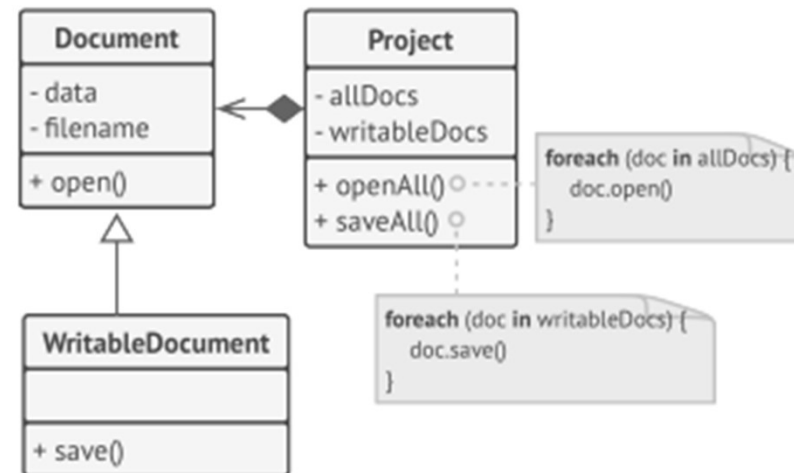 Document
- data
- filename
+ open()
Project
- allDocs
- writableDocs
+ openAll()
+ saveAll()
foreach (doc in allDocs) {
doc.open()
}
foreach (doc in writableDocs) {
doc.save()
}
WritableDocument
+ save()